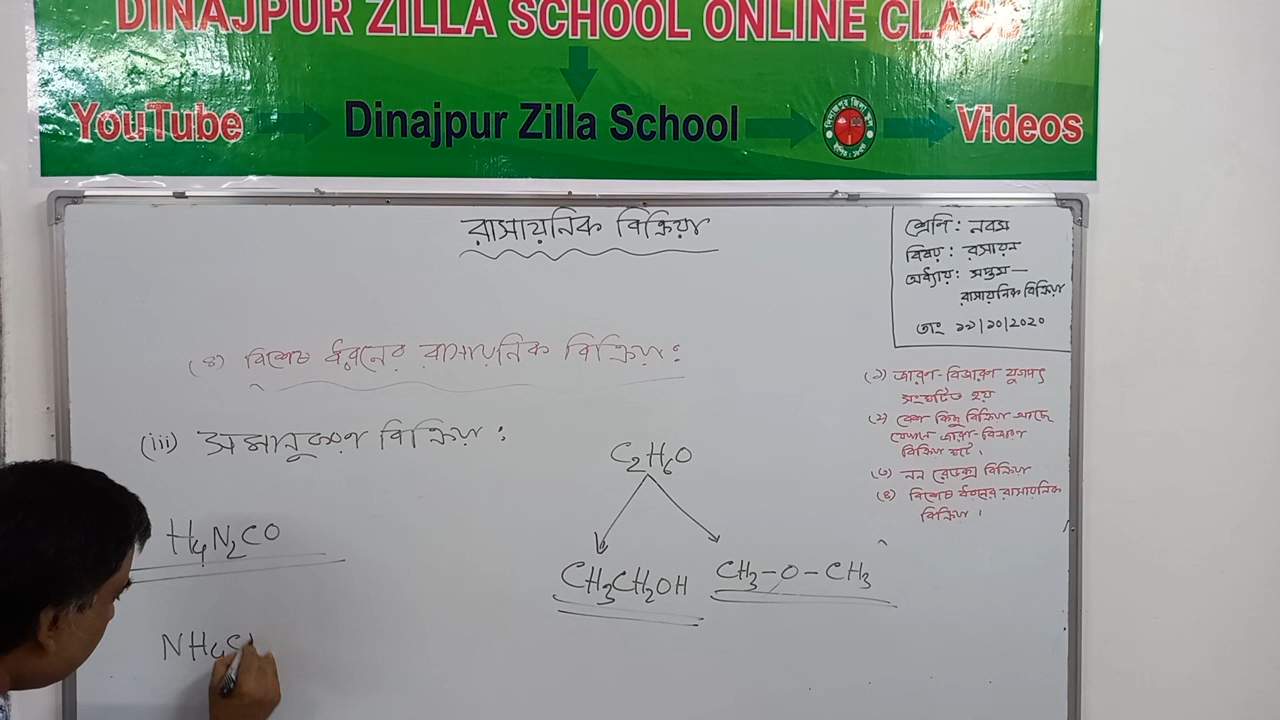 DINAJPUR ZILLA SCHOOL ONLINE CLASS
YouTube Dinajpur Zilla School Videos
রাসায়নিক বিক্রিয়া
শ্রেণি : নবম
বিষয় : রসায়ন
অধ্যায় : সপ্তম —
রাসায়নিক বিক্রিয়া
তাং ১১/১০/২০২০
(৪) বিশেষ ধরনের রাসায়নিক বিক্রিয়া :
(১) জারণ-বিজারণ যুগপৎ
সংঘটিত হয়
(২) বেশ কিছু বিক্রিয়া আছে
যেখানে জারণ-বিজারণ
বিক্রিয়া ঘটে।
(৩) নন রেডক্স বিক্রিয়া
(৪) বিশেষ ধরনের রাসায়নিক
বিক্রিয়া।
(iii) সমানুকরণ বিক্রিয়া :
C2H6O
H4N2CO
CH3CH2OH CH3-O-CH3
NH4C